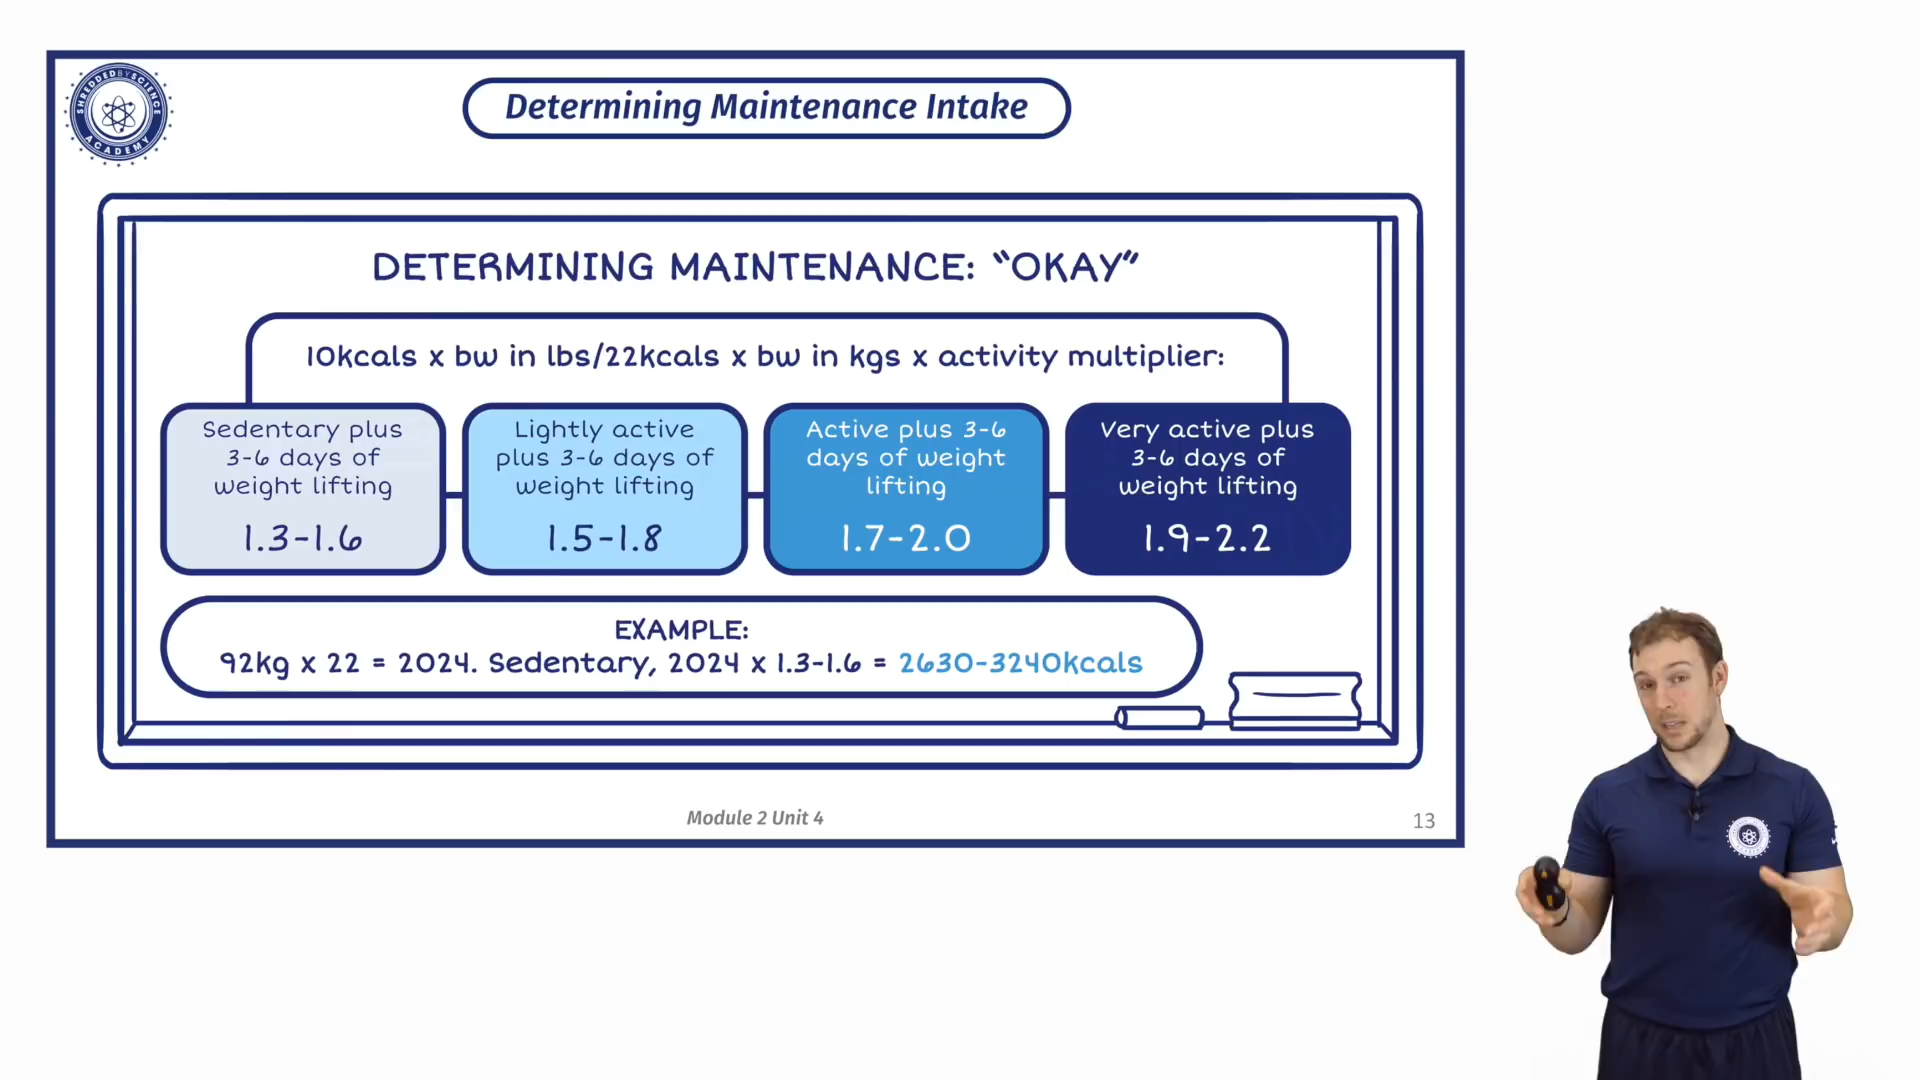 SHREDDEDBYSCIENCE
ACADEMY
Determining Maintenance Intake
DETERMINING MAINTENANCE: “OKAY”
10kcals x bw in lbs/22kcals x bw in kgs x activity multiplier:
Sedentary plus
3-6 days of
weight lifting
1.3-1.6
Lightly active
plus 3-6 days of
weight lifting
1.5-1.8
Active plus 3-6
days of weight
lifting
1.7-2.0
Very active plus
3-6 days of
weight lifting
1.9-2.2
EXAMPLE:
92kg x 22 = 2024. Sedentary, 2024 x 1.3-1.6 = 2630-3240kcals
Module 2 Unit 4
13